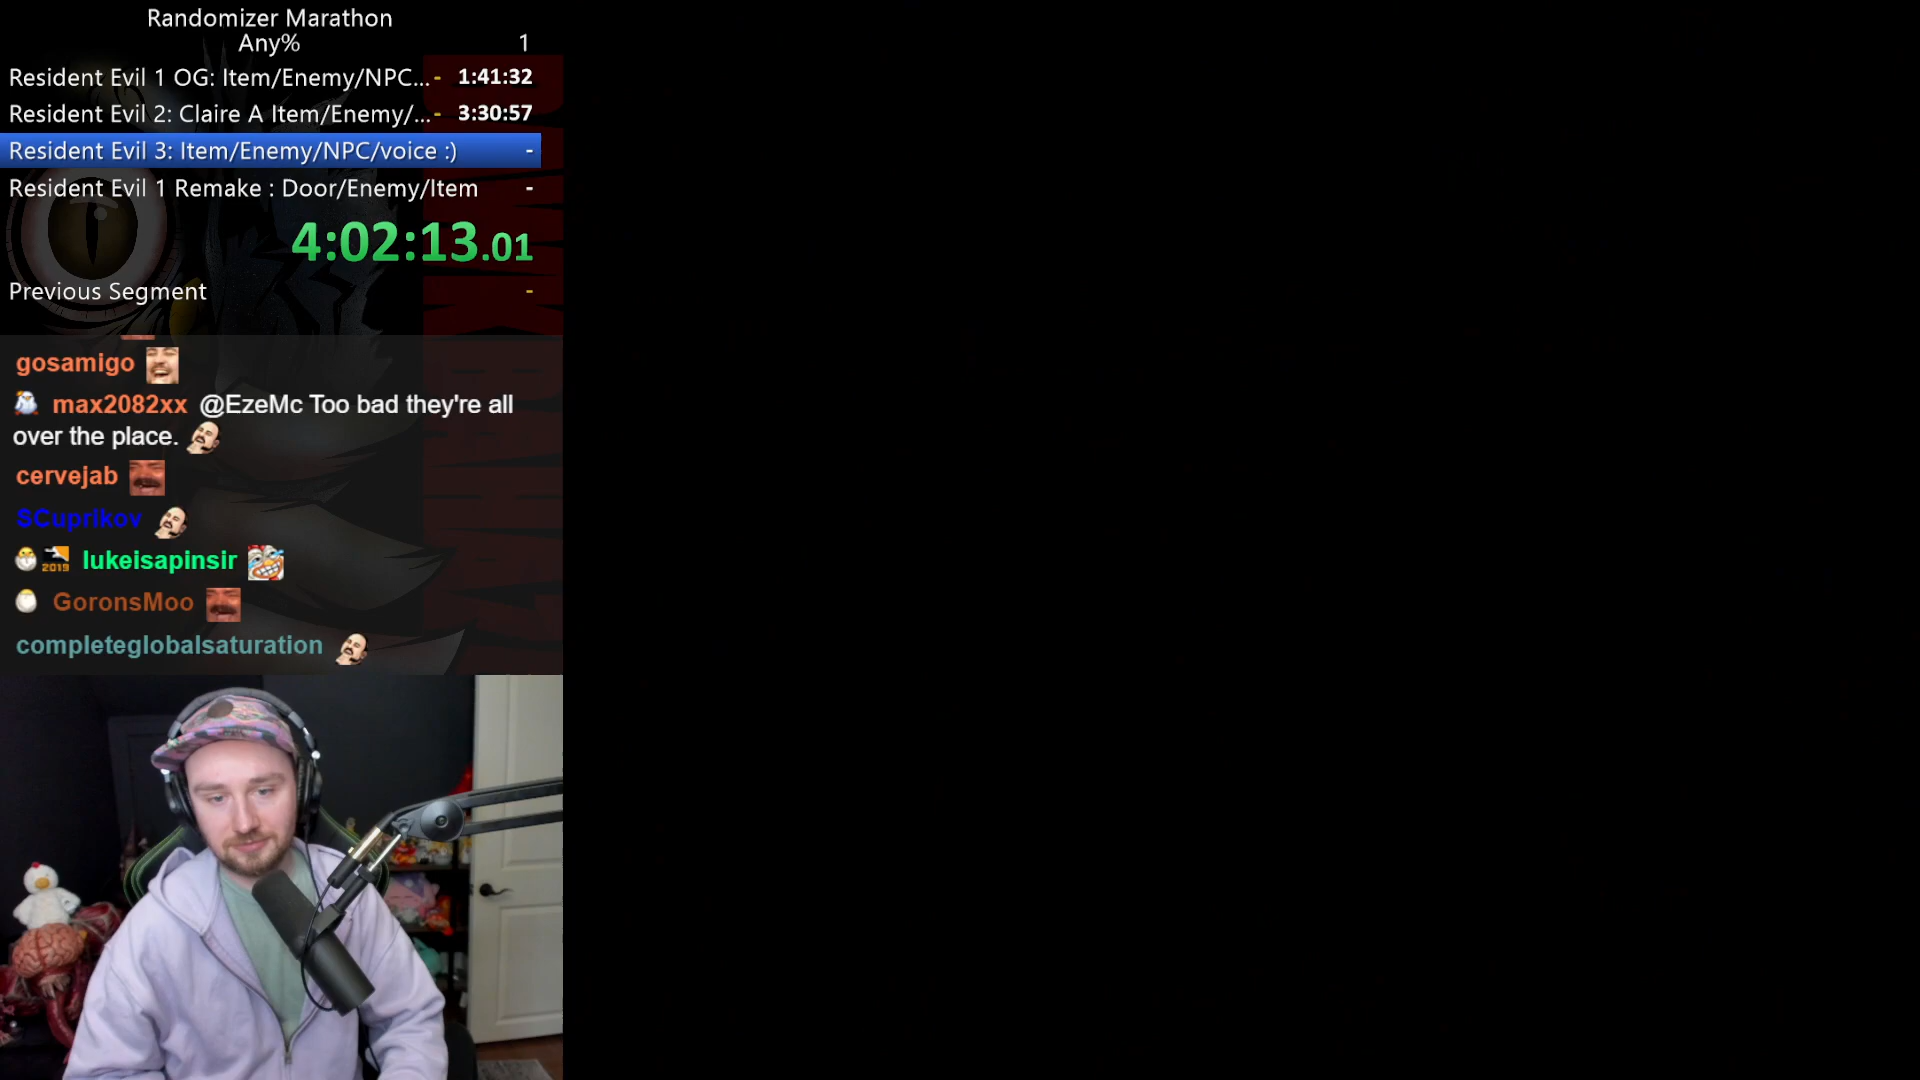 Randomizer Marathon
Any% 1
Resident Evil 1 OG: Item/Enemy/NPC... - 1:41:32
Resident Evil 2: Claire A Item/Enemy/... - 3:30:57
Resident Evil 3: Item/Enemy/NPC/voice :) -
Resident Evil 1 Remake : Door/Enemy/Item -
4:02:13.01
Previous Segment -
gosamigo
max2082xx @EzeMc Too bad they're all
over the place.
cervejab
SCuprikov
2019 lukeisapinsir
GoronsMoo
completeglobalsaturation